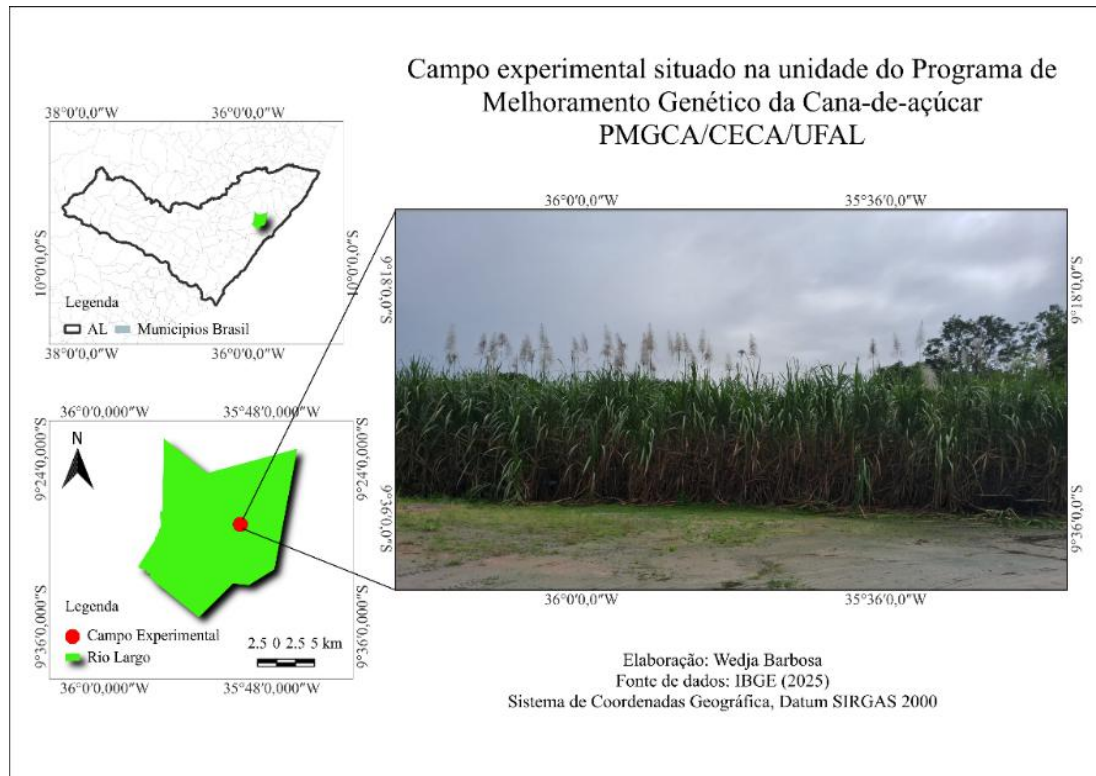 Campo experimental situado na unidade do Programa de
Melhoramento Genético da Cana-de-açúcar
PMGCA/CECA/UFAL
38°0'0,0"W 36°0'0,0"W
10°0'0,0"S 10°0'0,0"S
Legenda
AL Municipios Brasil
38°0'0,0"W 36°0'0,0"W
36°0'0,0"W 35°36'0,0"W
9°18'0,0"S 9°18'0,0"S
9°36'0,0"S 9°36'0,0"S
36°0'0,0"W 35°36'0,0"W
36°0'0,000"W 35°48'0,000"W
N
9°24'0,000"S 9°24'0,000"S
Legenda
Campo Experimental
Rio Largo
2.5 0 2.5 5 km
9°36'0,000"S 9°36'0,000"S
36°0'0,000"W 35°48'0,000"W
Elaboração: Wedja Barbosa
Fonte de dados: IBGE (2025)
Sistema de Coordenadas Geográfica, Datum SIRGAS 2000